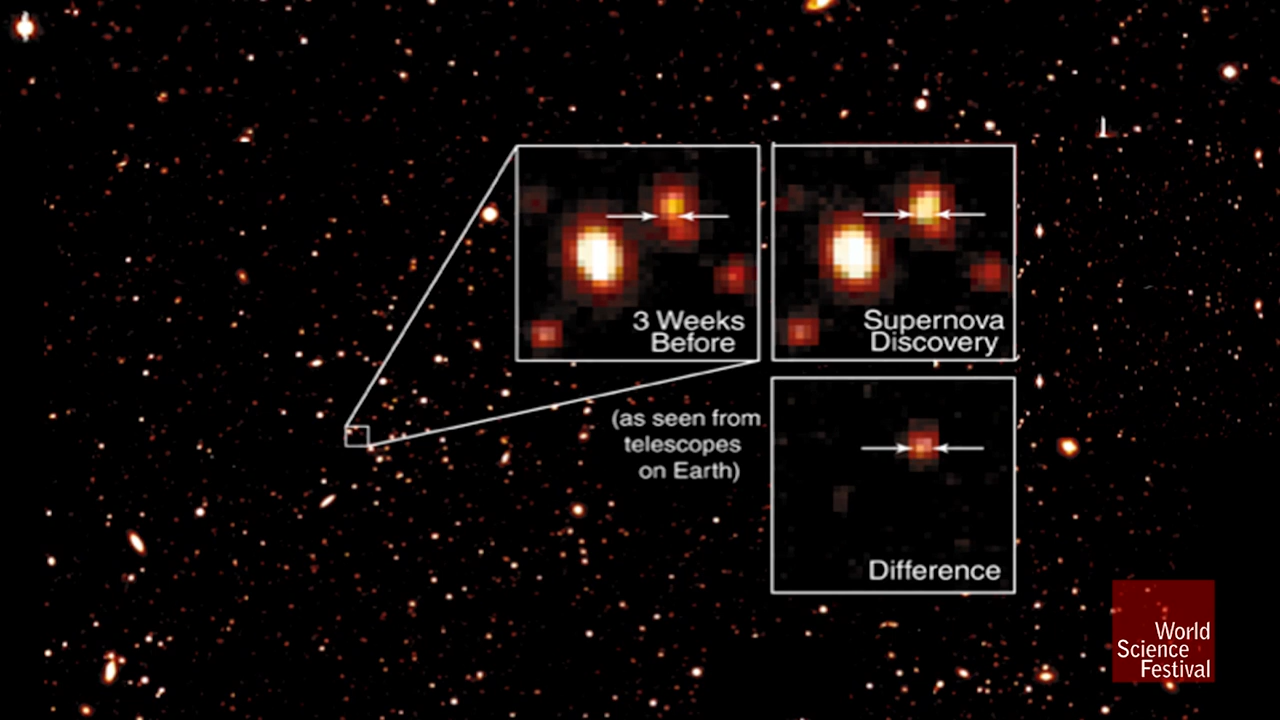 3 Weeks
Before
Supernova
Discovery
(as seen from
telescopes
on Earth)
Difference
World
Science
Festival